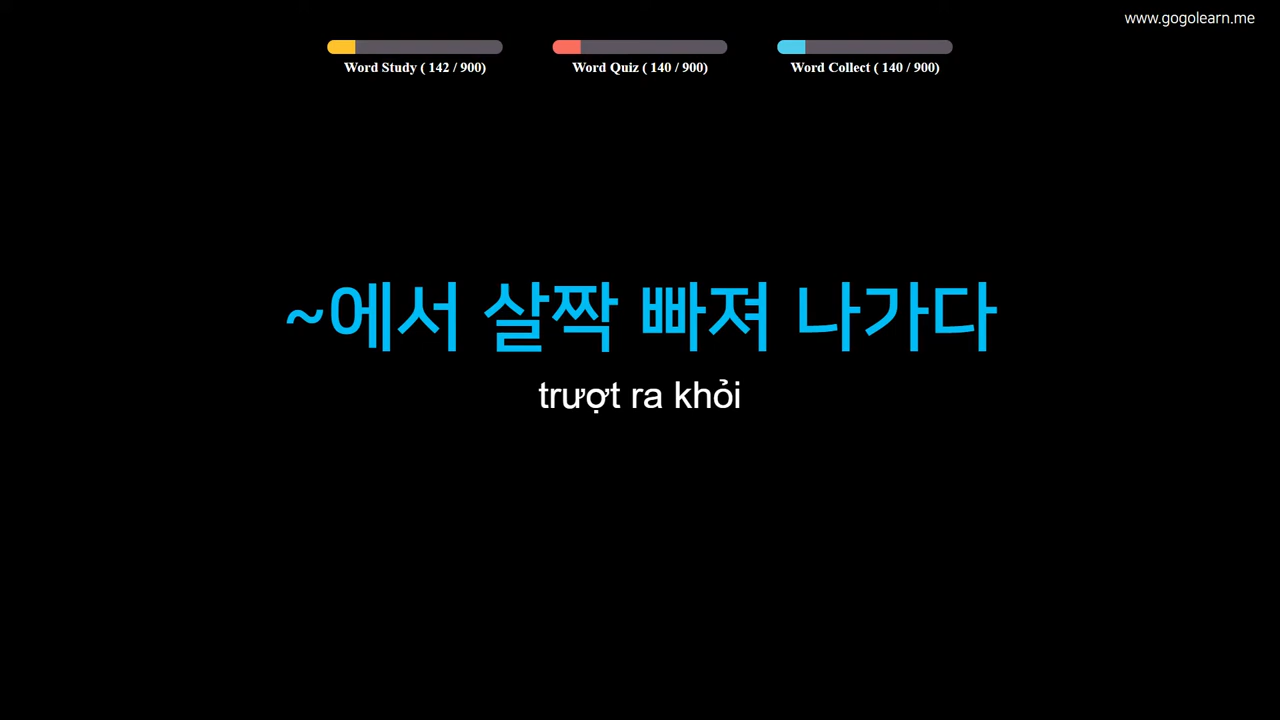 www.gogolearn.me
Word Study ( 142 / 900)
Word Quiz ( 140 / 900)
Word Collect ( 140 / 900)
~에서 살짝 빠져 나가다
trượt ra khỏi